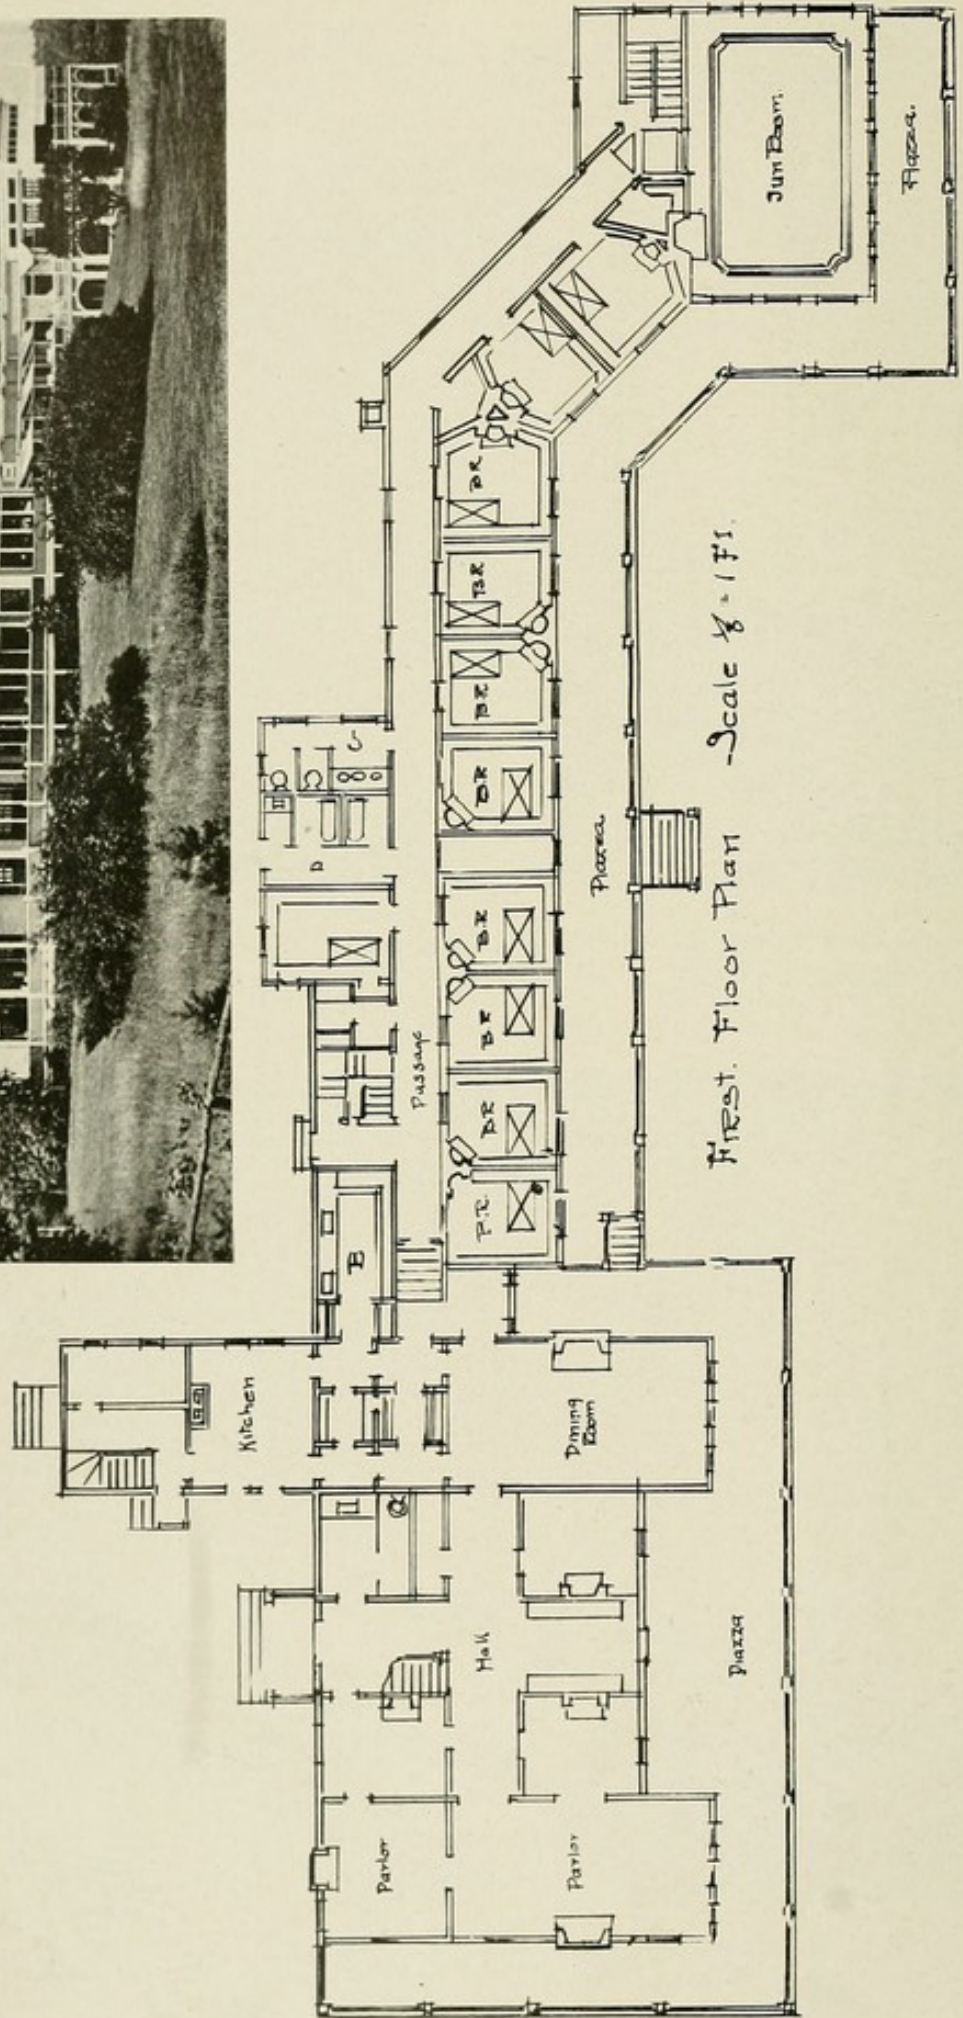 First. Floor Plan Scale ⅛ = 1 FT.
Sun Room.
Piazza.
B.R
B.R
B.R
B.R
B.R
B.R
B.R
P.R.
Piazza
Passage
B
Kitchen
Dining
Room
Hall
Piazza
Parlor
Parlor
D